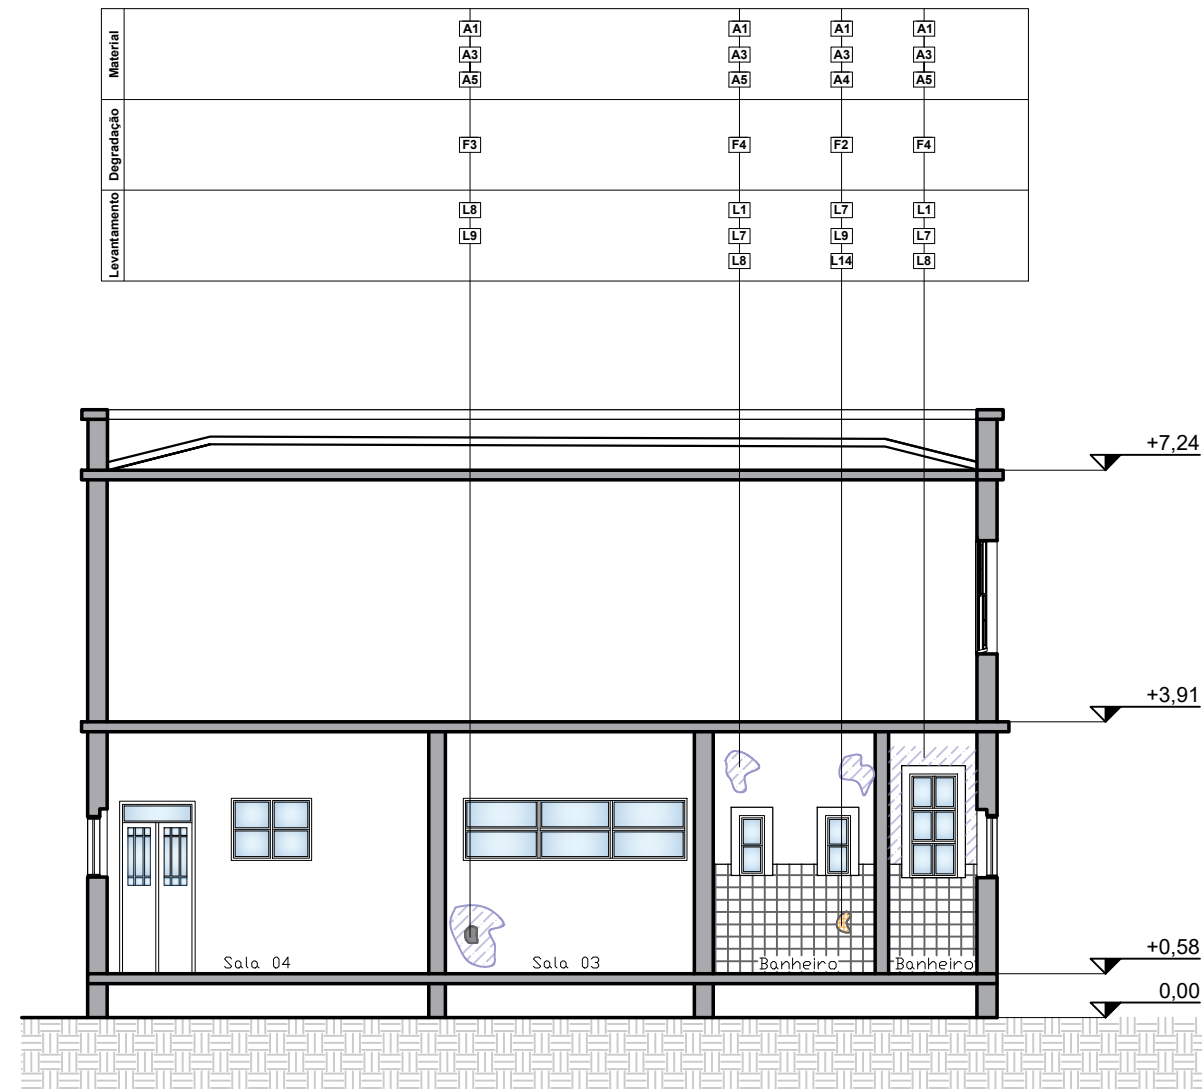 Material
A1 A1 A1 A1
A3 A3 A3 A3
A5 A5 A4 A5
Degradação
F3 F4 F2 F4
Levantamento
L8 L1 L7 L1
L9 L7 L9 L7
L8 L14 L8
+7,24
+3,91
+0,58
Sala 04 Sala 03 Banheiro Banheiro
0,00